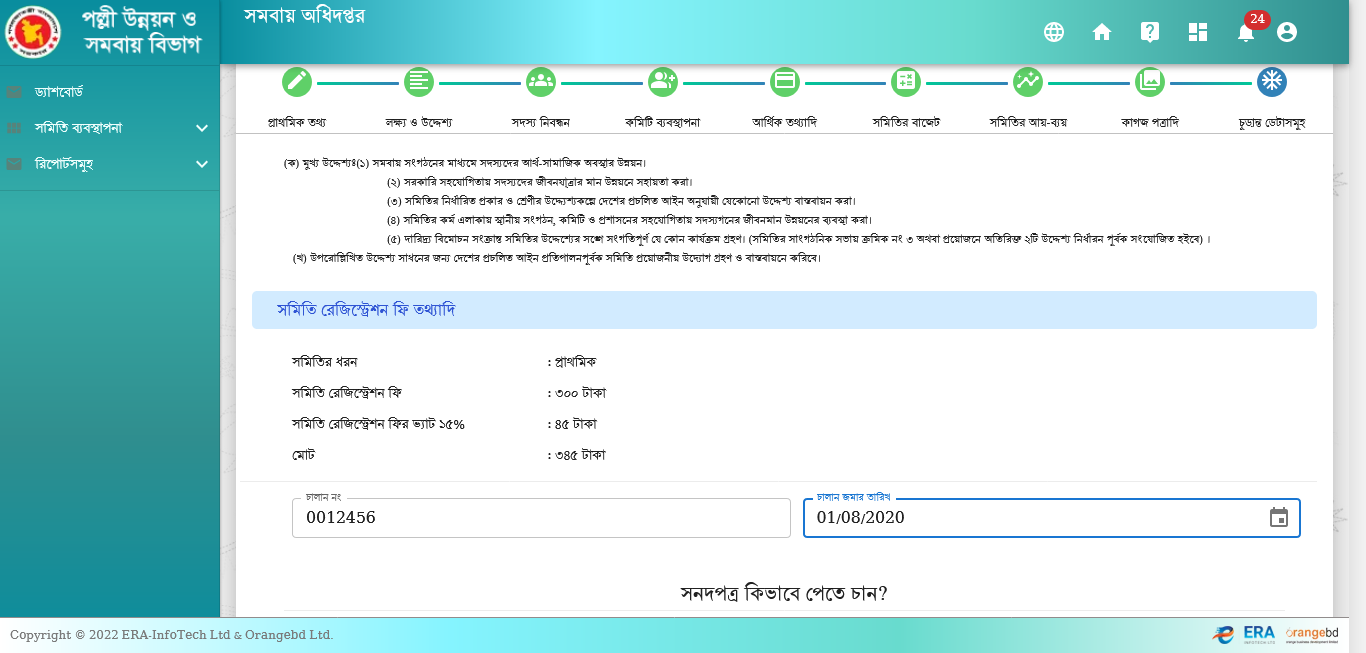 পল্লী উন্নয়ন ও
সমবায় বিভাগ
সমবায় অধিদপ্তর
24
ড্যাশবোর্ড
সমিতি ব্যবস্থাপনা
রিপোর্টসমূহ
প্রাথমিক তথ্য লক্ষ্য ও উদ্দেশ্য সদস্য নিবন্ধন কমিটি ব্যবস্থাপনা আর্থিক তথ্যাদি সমিতির বাজেট সমিতির আয়-ব্যয় কাগজ পত্রাদি চূড়ান্ত ডেটাসমূহ
(ক) মুখ্য উদ্দেশ্যঃ(১) সমবায় সংগঠনের মাধ্যমে সদস্যদের আর্থ-সামাজিক অবস্থার উন্নয়ন।
(২) সরকারি সহযোগিতায় সদস্যদের জীবনযাত্রার মান উন্নয়নে সহায়তা করা।
(৩) সমিতির নির্ধারিত প্রকার ও শ্রেণীর উদ্দ্যেশ্যকল্পে দেশের প্রচলিত আইন অনুযায়ী যেকোনো উদ্দেশ্য বাস্তবায়ন করা।
(৪) সমিতির কর্ম এলাকায় স্থানীয় সংগঠন, কমিটি ও প্রশাসনের সহযোগিতায় সদস্যগনের জীবনমান উন্নয়নের ব্যবস্থা করা।
(৫) দারিদ্র্য বিমোচন সংক্রান্ত সমিতির উদ্দেশ্যের সঙ্গে সংগতিপূর্ণ যে কোন কার্যক্রম গ্রহণ। (সমিতির সাংগঠনিক সভায় ক্রমিক নং ৩ অথবা প্রয়োজনে অতিরিক্ত ২টি উদ্দেশ্য নির্ধারন পূর্বক সংযোজিত হইবে) ।
(খ) উপরোল্লিখিত উদ্দেশ্য সাধনের জন্য দেশের প্রচলিত আইন প্রতিপালনপূর্বক সমিতি প্রয়োজনীয় উদ্যোগ গ্রহণ ও বাস্তবায়নে করিবে।
সমিতি রেজিস্ট্রেশন ফি তথ্যাদি
সমিতির ধরন : প্রাথমিক
সমিতি রেজিস্ট্রেশন ফি : ৩০০ টাকা
সমিতি রেজিস্ট্রেশন ফির ভ্যাট ১৫% : ৪৫ টাকা
মোট : ৩৪৫ টাকা
চালান নং
0012456
চালান জমার তারিখ
01/08/2020
সনদপত্র কিভাবে পেতে চান?
Copyright © 2022 ERA-InfoTech Ltd & Orangebd Ltd.
ERA
orangebd